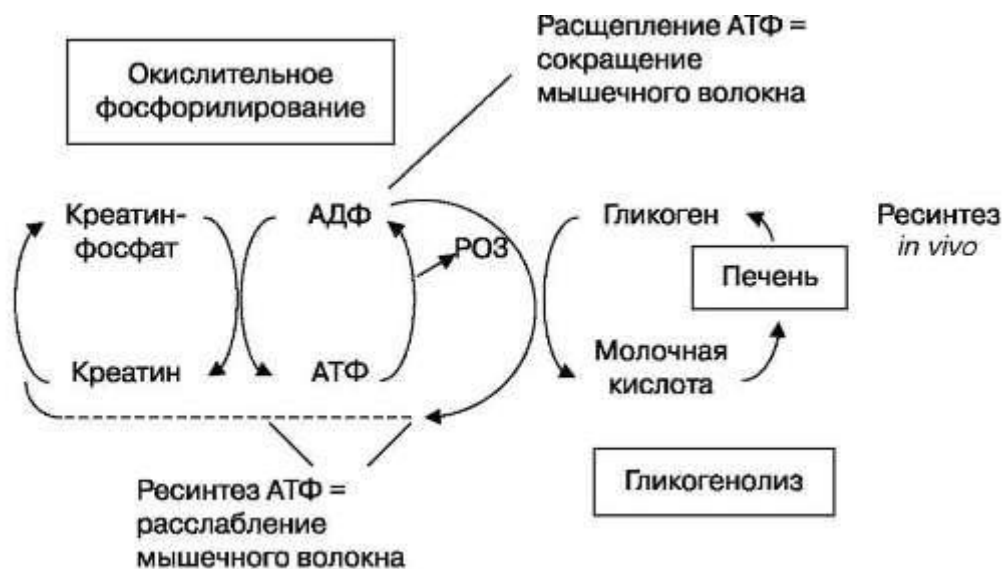 Расщепление АТФ =
сокращение
мышечного волокна
Окислительное
фосфорилирование
Креатин-
фосфат
АДФ
РОЗ
Гликоген
Ресинтез
in vivo
Печень
Креатин
АТФ
Молочная
кислота
Ресинтез АТФ =
расслабление
мышечного волокна
Гликогенолиз